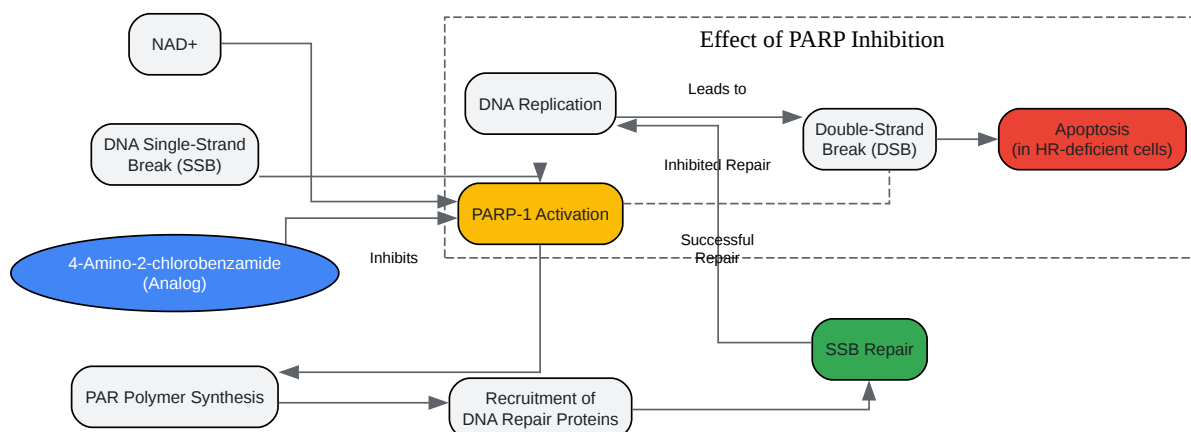 NAD+
Effect of PARP Inhibition
DNA Replication
Leads to
DNA Single-Strand
Break (SSB)
Double-Strand
Break (DSB)
Apoptosis
(in HR-deficient cells)
Inhibited Repair
PARP-1 Activation
4-Amino-2-chlorobenzamide
(Analog)
Inhibits
Successful
Repair
SSB Repair
PAR Polymer Synthesis
Recruitment of
DNA Repair Proteins